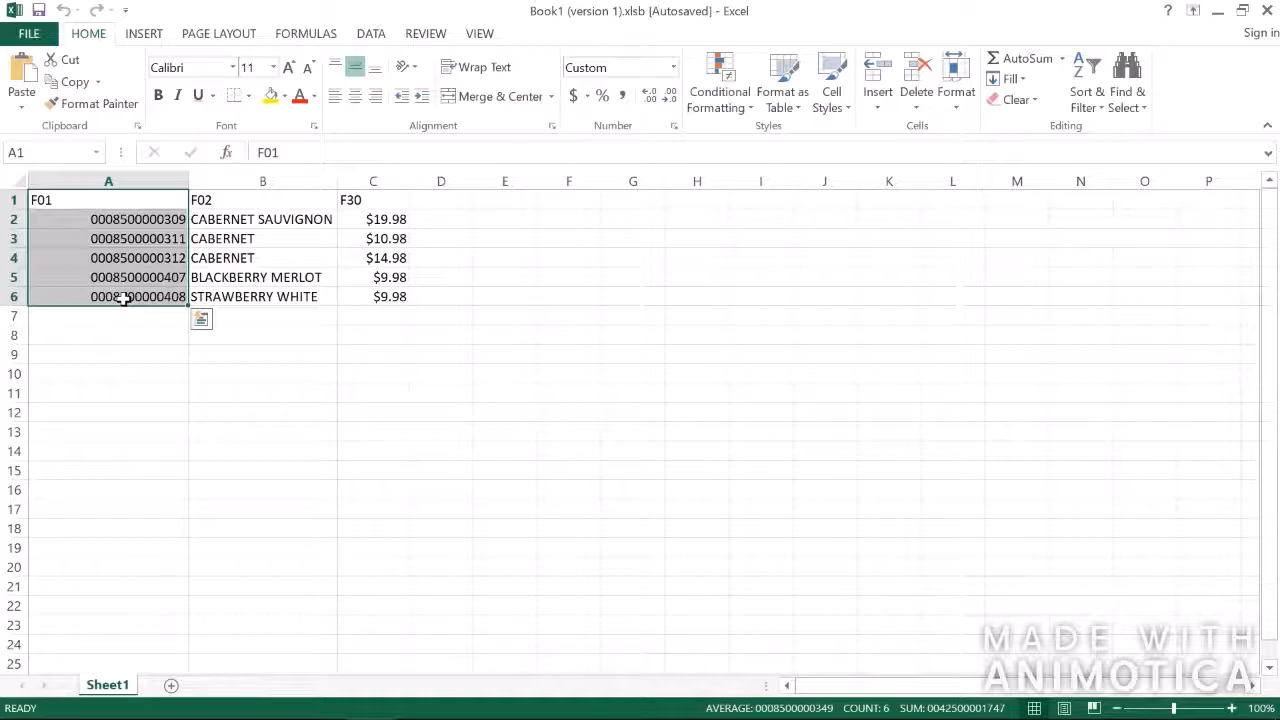 Book1 (version 1).xlsb [Autosaved] - Excel
?
FILE HOME INSERT PAGE LAYOUT FORMULAS DATA REVIEW VIEW Sign in
Paste
Cut
Copy
Format Painter
Clipboard
Calibri 11
B I U
Font
Wrap Text
Merge & Center
Alignment
Custom
$ % ,
Number
Conditional Formatting
Format as Table
Cell Styles
Styles
Insert Delete Format
Cells
AutoSum
Fill
Clear
Sort & Filter
Find & Select
Editing
A1 fx F01
A B C D E F G H I J K L M N O P
1 F01 F02 F30
2 0008500000309 CABERNET SAUVIGNON $19.98
3 0008500000311 CABERNET $10.98
4 0008500000312 CABERNET $14.98
5 0008500000407 BLACKBERRY MERLOT $9.98
6 0008500000408 STRAWBERRY WHITE $9.98
7
8
9
10
11
12
13
14
15
16
17
18
19
20
21
22
23
24
25
MADE WITH
ANIMOTICA
Sheet1
READY AVERAGE: 0008500000349 COUNT: 6 SUM: 0042500001747 100%